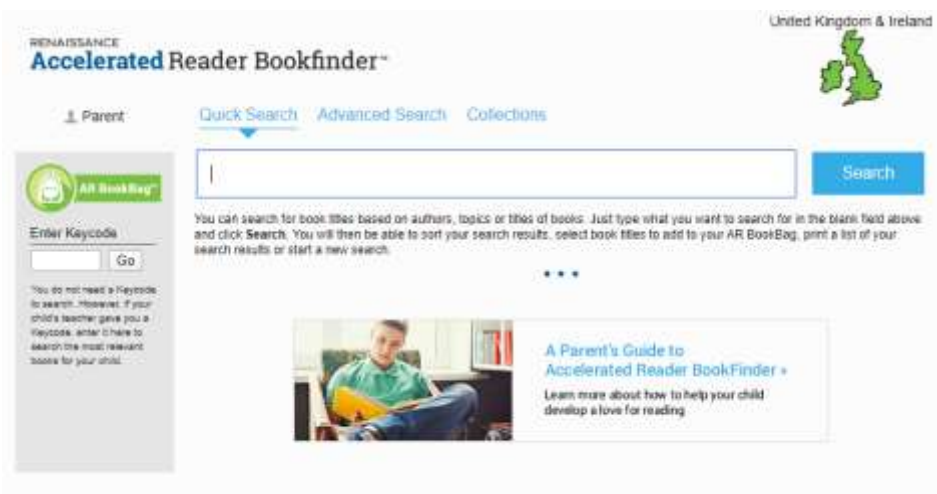 United Kingdom & Ireland
RENAISSANCE
Accelerated Reader Bookfinder™
Parent
Quick Search Advanced Search Collections
AR BookBag™
Search
You can search for book titles based on authors, topics or titles of books. Just type what you want to search for in the blank field above
and click Search. You will then be able to sort your search results, select book titles to add to your AR BookBag, print a list of your
search results or start a new search.
Enter Keycode
Go
You do not need a Keycode
to search. However, if your
child's teacher gave you a
Keycode, enter it here to
search the most relevant
books for your child.
A Parent's Guide to
Accelerated Reader BookFinder »
Learn more about how to help your child
develop a love for reading